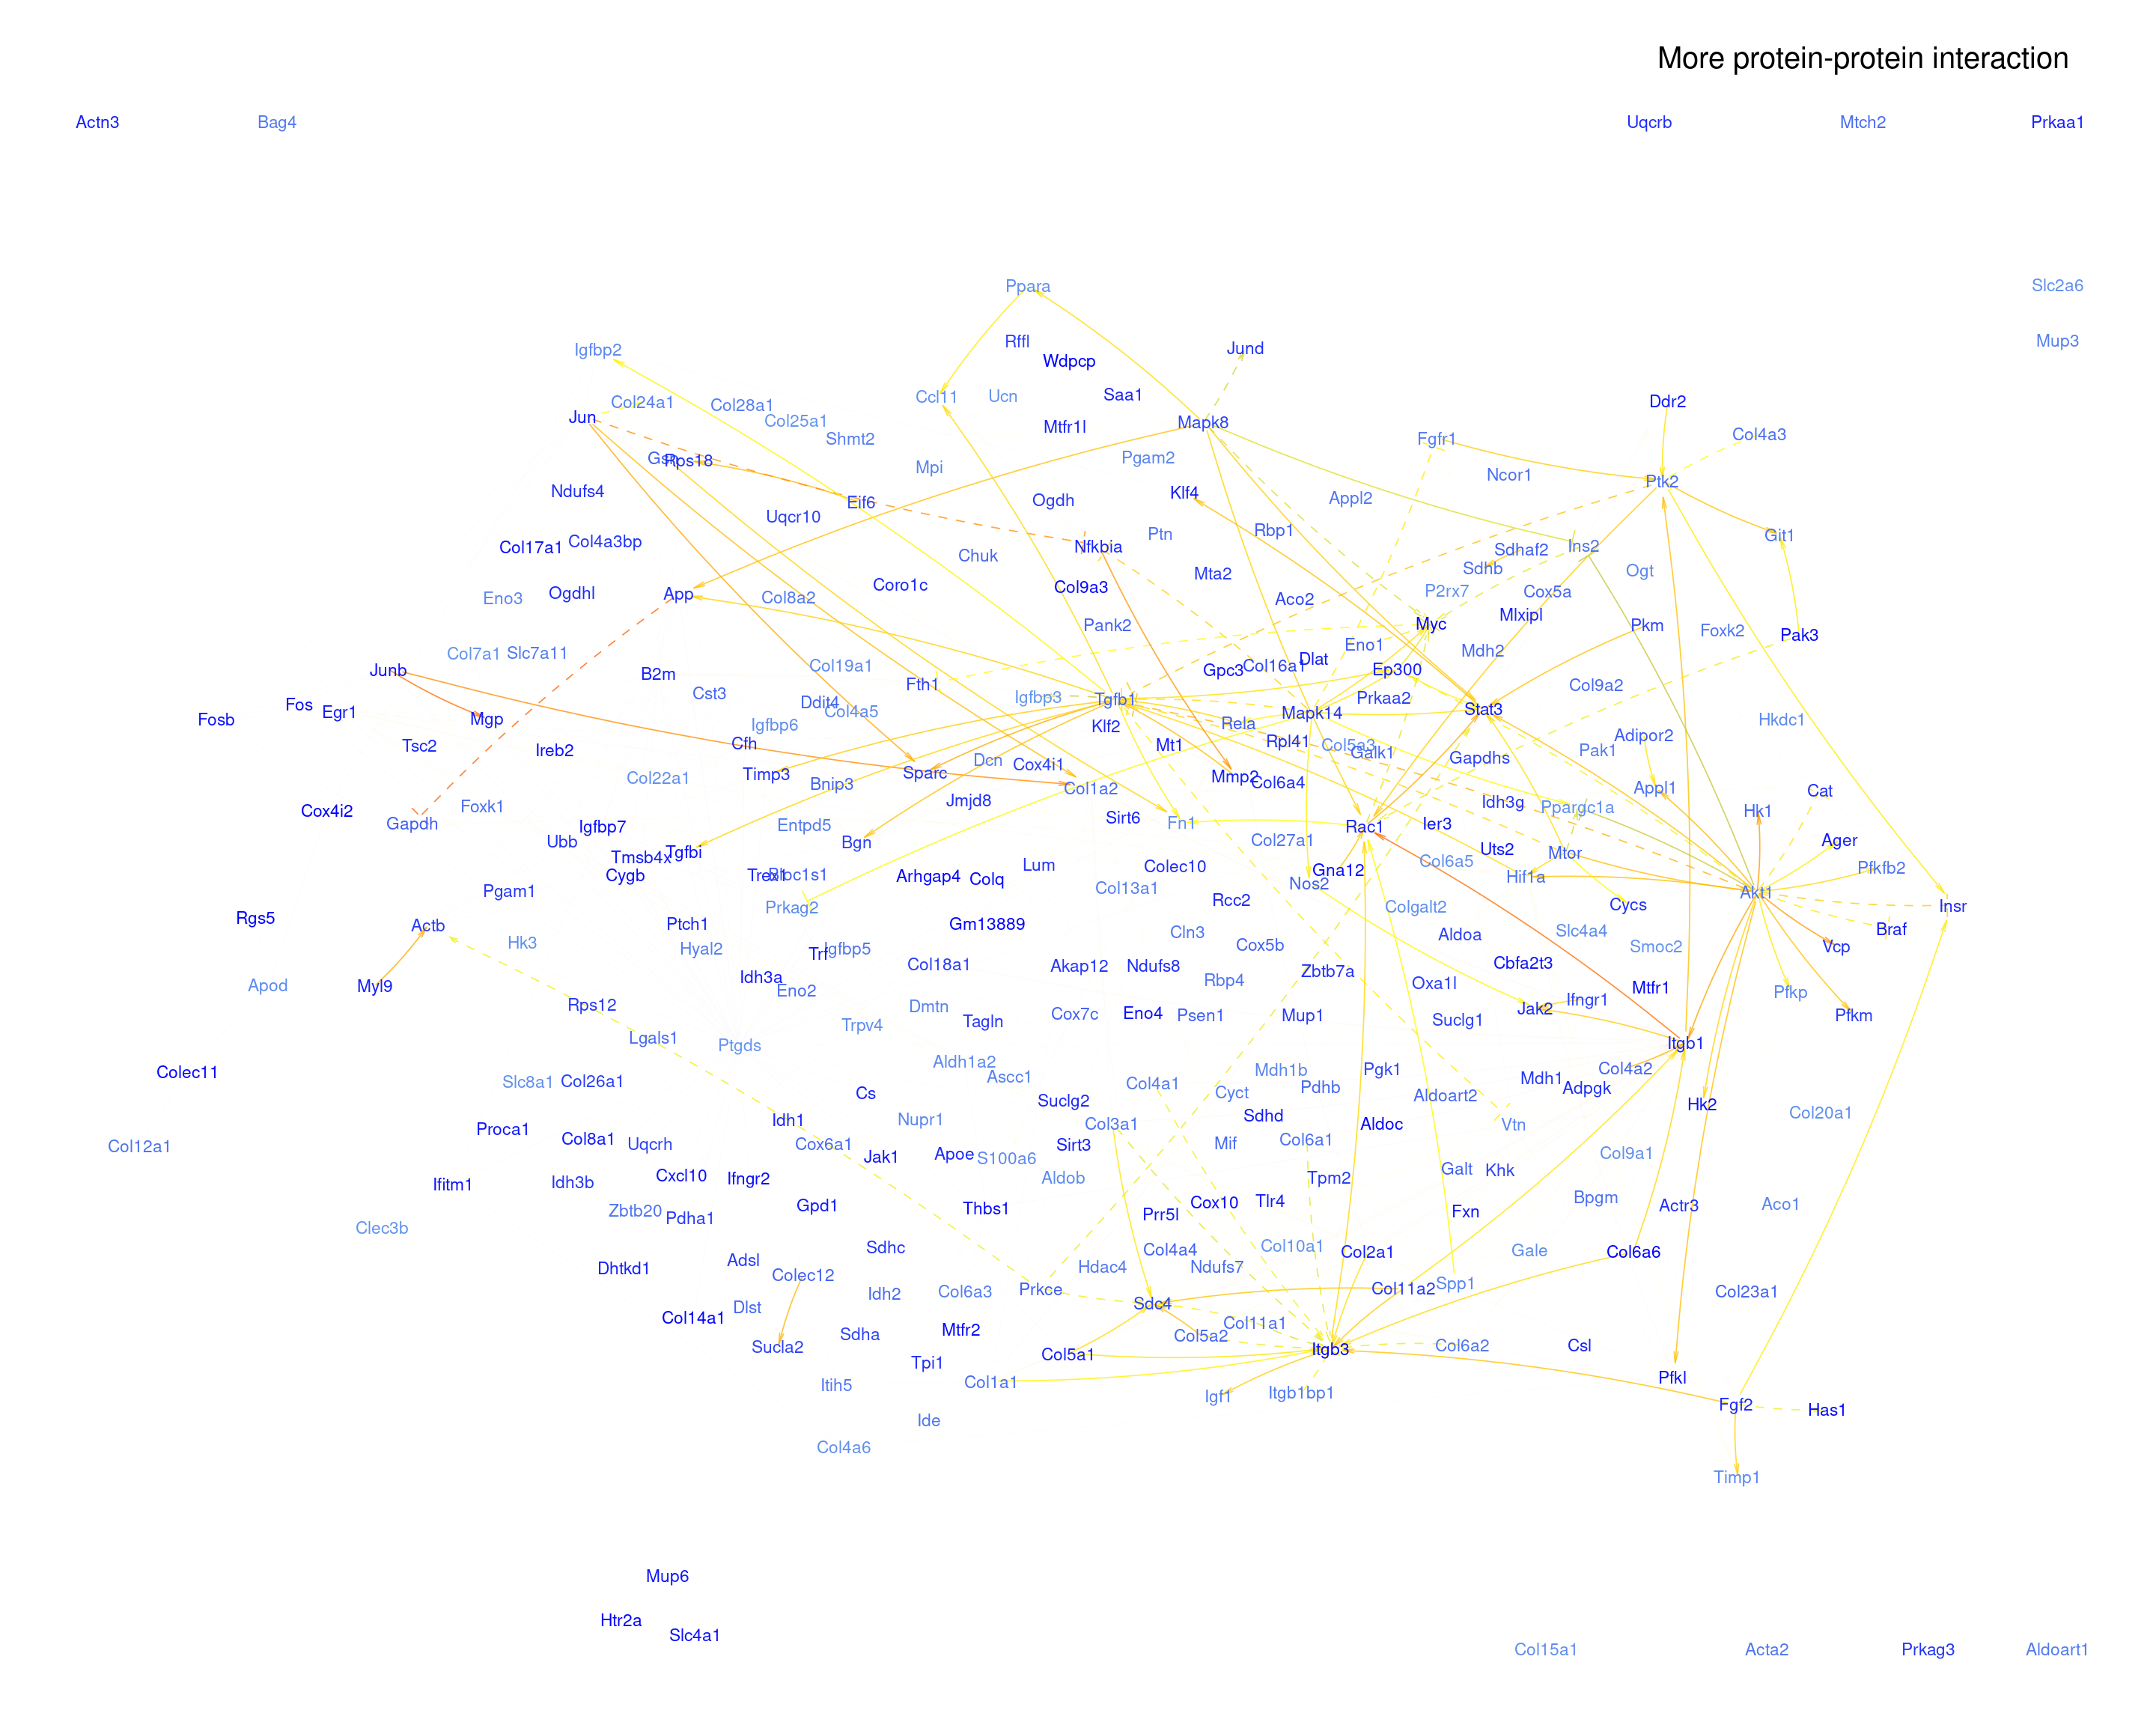 More protein-protein interaction
Actn3
Bag4
Uqcrb
Mtch2
Prkaa1
Ppara
Slc2a6
Rffl
Mup3
Igfbp2
Wdpcp
Jund
Ccl11
Ucn
Saa1
Ddr2
Col24a1
Col28a1
Jun
Col25a1
Mapk8
Mtfr1l
Shmt2
Fgfr1
Col4a3
Gsn
Rps18
Mpi
Pgam2
Ncor1
Ptk2
Ndufs4
Eif6
Ogdh
Klf4
Appl2
Uqcr10
Ptn
Rbp1
Git1
Col17a1
Col4a3bp
Chuk
Nfkbia
Sdhaf2
Ins2
Sdhb
Ogt
Mta2
Eno3
Ogdhl
App
Col8a2
Coro1c
Col9a3
Aco2
P2rx7
Cox5a
Mlxipl
Pank2
Myc
Pkm
Foxk2
Pak3
Col7a1
Slc7a11
Eno1
Mdh2
Junb
B2m
Col19a1
Fth1
Gpc3
Col16a1
Dlat
Ep300
Col9a2
Fosb
Fos
Egr1
Mgp
Cst3
Ddit4
Col4a5
Igfbp3
Tgfb1
Prkaa2
Stat3
Hkdc1
Igfbp6
Klf2
Rela
Mapk14
Tsc2
Ireb2
Cfh
Mt1
Rpl41
Col5a3
Galk1
Adipor2
Pak1
Gapdhs
Col22a1
Timp3
Bnip3
Sparc
Dcn
Cox4i1
Mmp2
Col6a4
Col1a2
Appl1
Cat
Cox4i2
Foxk1
Jmjd8
Idh3g
Ppargc1a
Hk1
Gapdh
Igfbp7
Entpd5
Sirt6
Fn1
Rac1
Ier3
Ubb
Bgn
Col27a1
Ager
Tmsb4x
Tgfbi
Uts2
Mtor
Cygb
Trex1
Bloc1s1
Arhgap4
Colq
Lum
Colec10
Gna12
Col6a5
Hif1a
Pfkfb2
Pgam1
Prkag2
Col13a1
Nos2
Akt1
Rcc2
Colgalt2
Cycs
Insr
Rgs5
Actb
Ptch1
Gm13889
Cln3
Aldoa
Slc4a4
Braf
Hk3
Hyal2
Trf
Igfbp5
Cox5b
Smoc2
Vcp
Apod
Myl9
Idh3a
Col18a1
Akap12
Ndufs8
Zbtb7a
Cbfa2t3
Eno2
Rbp4
Oxa1l
Mtfr1
Pfkp
Rps12
Dmtn
Ifngr1
Jak2
Trpv4
Tagln
Cox7c
Eno4
Psen1
Mup1
Suclg1
Pfkm
Lgals1
Ptgds
Itgb1
Colec11
Slc8a1
Col26a1
Aldh1a2
Ascc1
Col4a1
Mdh1b
Pgk1
Col4a2
Mdh1
Adpgk
Cs
Suclg2
Cyct
Pdhb
Aldoart2
Hk2
Col20a1
Idh1
Nupr1
Col3a1
Sdhd
Aldoc
Vtn
Col12a1
Proca1
Col8a1
Uqcrh
Cox6a1
Jak1
Apoe
S100a6
Sirt3
Mif
Col6a1
Col9a1
Ifitm1
Idh3b
Cxcl10
Ifngr2
Aldob
Tpm2
Galt
Khk
Bpgm
Aco1
Clec3b
Zbtb20
Pdha1
Gpd1
Thbs1
Prr5l
Cox10
Tlr4
Fxn
Actr3
Dhtkd1
Adsl
Sdhc
Col4a4
Col10a1
Col2a1
Gale
Col6a6
Colec12
Hdac4
Ndufs7
Idh2
Col6a3
Prkce
Col11a2
Spp1
Col23a1
Dlst
Sdc4
Col14a1
Sucla2
Sdha
Mtfr2
Col5a2
Col11a1
Itgb3
Col6a2
Csl
Tpi1
Col5a1
Itih5
Col1a1
Igf1
Itgb1bp1
Pfkl
Ide
Fgf2
Has1
Col4a6
Timp1
Mup6
Htr2a
Slc4a1
Col15a1
Acta2
Prkag3
Aldoart1